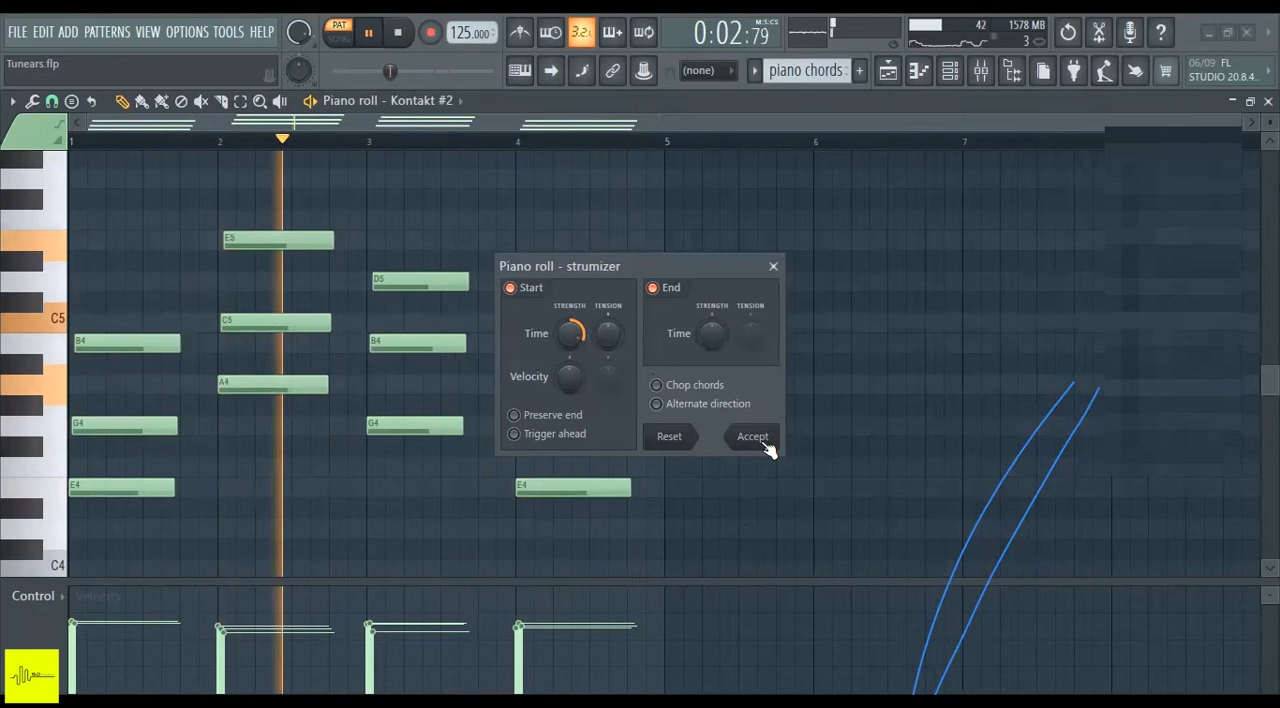 FILE EDIT ADD PATTERNS VIEW OPTIONS TOOLS HELP
PAT
SONG
125.000
3.2
0:02:79
M:S:CS
42
1578 MB
3
Tunears.flp
(none)
piano chords
06/09 FL
STUDIO 20.8.4
Piano roll - Kontakt #2
1 2 3 4 5 6 7
E5
D5
C5
C5
B4
B4
A4
G4
G4
E4
E4
C4
Piano roll - strumizer
Start
End
STRENGTH TENSION
STRENGTH TENSION
Time
Time
Velocity
Chop chords
Alternate direction
Preserve end
Trigger ahead
Reset
Accept
Control
Velocity